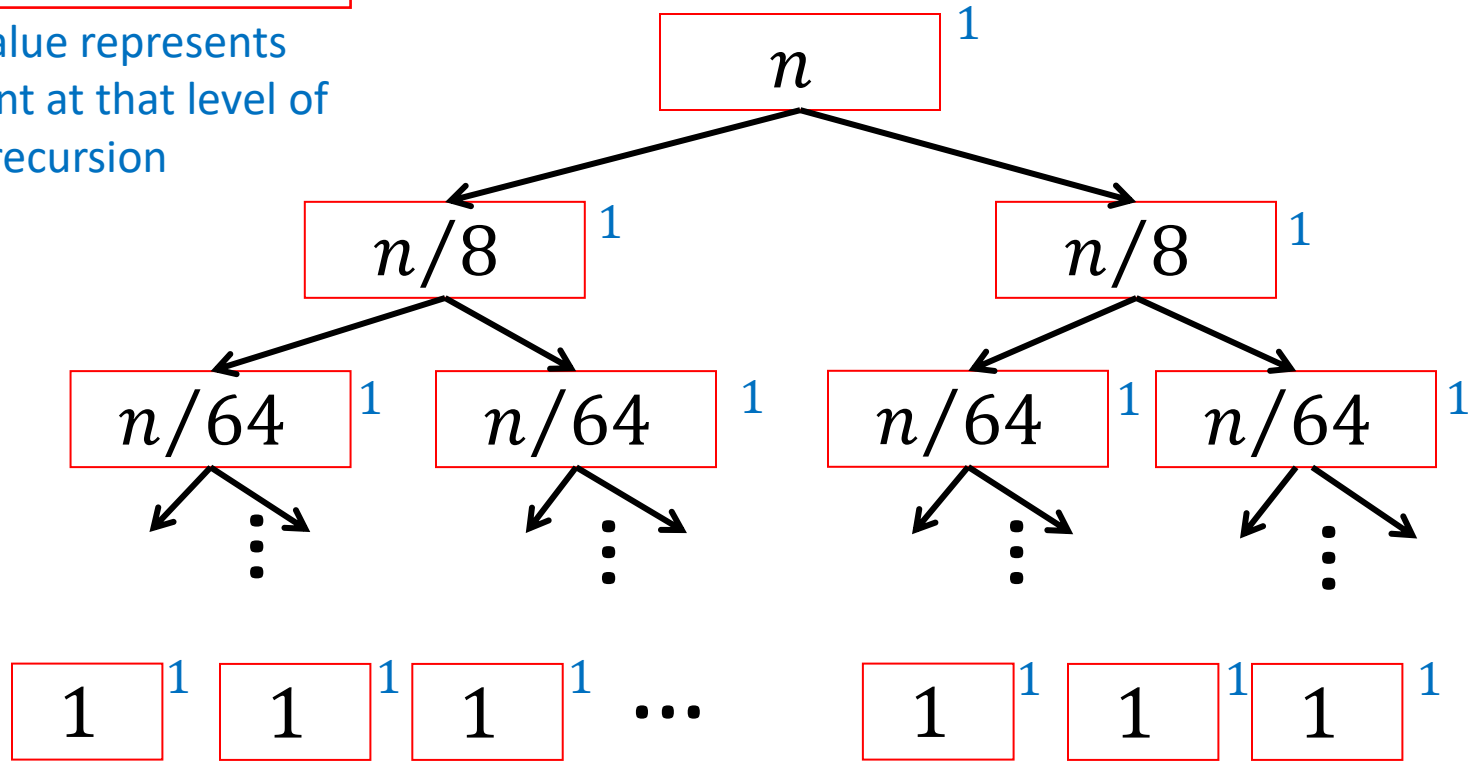 1
n
alue represents
nt at that level of
recursion
n/8 1 n/8 1
n/64 1 n/64 1 n/64 1 n/64 1
1 1 1 1 1 1 ... 1 1 1 1 1 1